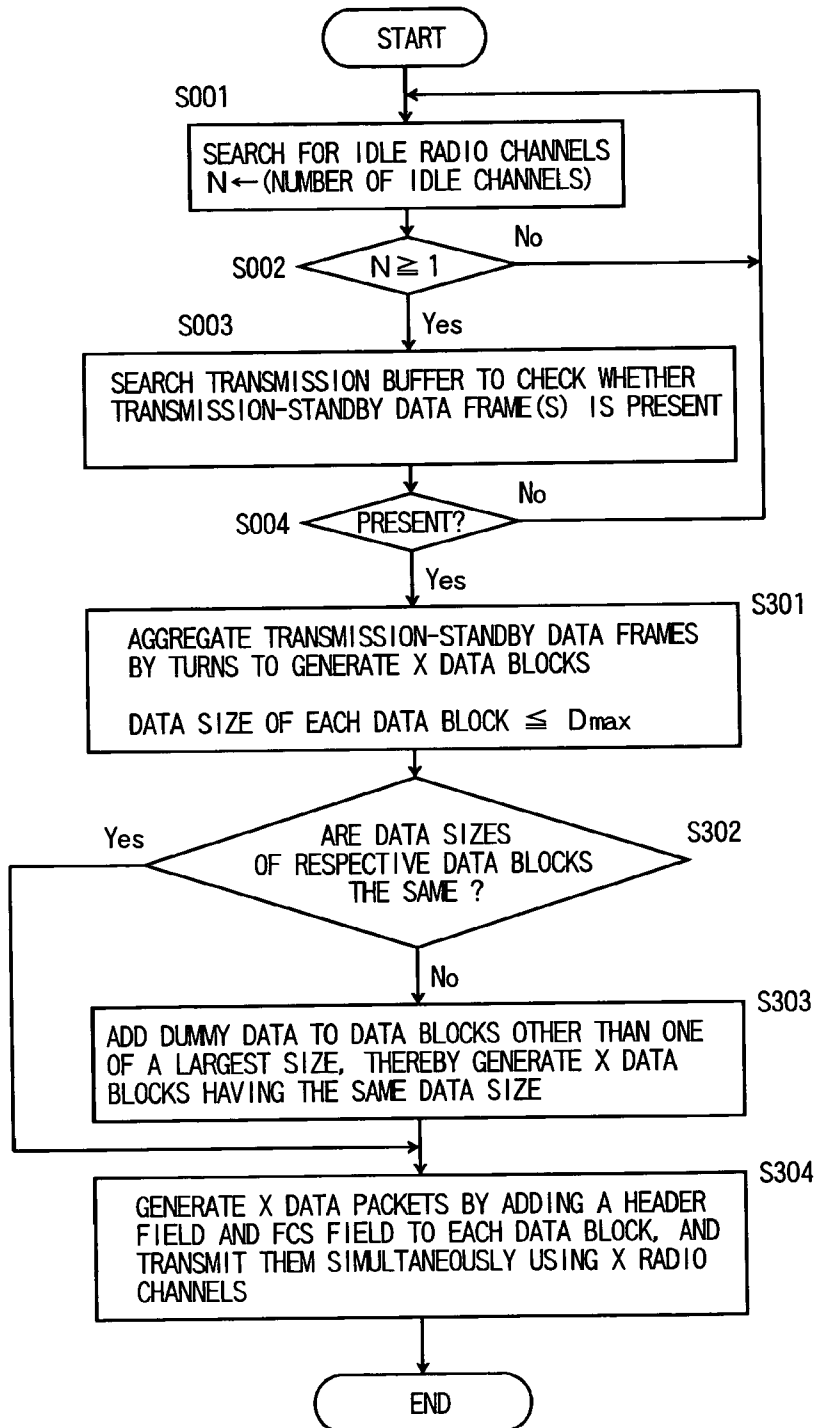 START
S001
SEARCH FOR IDLE RADIO CHANNELS
N←(NUMBER OF IDLE CHANNELS)
No
S002
N≧1
S003
Yes
SEARCH TRANSMISSION BUFFER TO CHECK WHETHER
TRANSMISSION-STANDBY DATA FRAME(S) IS PRESENT
No
S004
PRESENT?
Yes
S301
AGGREGATE TRANSMISSION-STANDBY DATA FRAMES
BY TURNS TO GENERATE X DATA BLOCKS
DATA SIZE OF EACH DATA BLOCK ≦ Dmax
Yes
S302
ARE DATA SIZES
OF RESPECTIVE DATA BLOCKS
THE SAME ?
No
S303
ADD DUMMY DATA TO DATA BLOCKS OTHER THAN ONE
OF A LARGEST SIZE, THEREBY GENERATE X DATA
BLOCKS HAVING THE SAME DATA SIZE
S304
GENERATE X DATA PACKETS BY ADDING A HEADER
FIELD AND FCS FIELD TO EACH DATA BLOCK, AND
TRANSMIT THEM SIMULTANEOUSLY USING X RADIO
CHANNELS
END